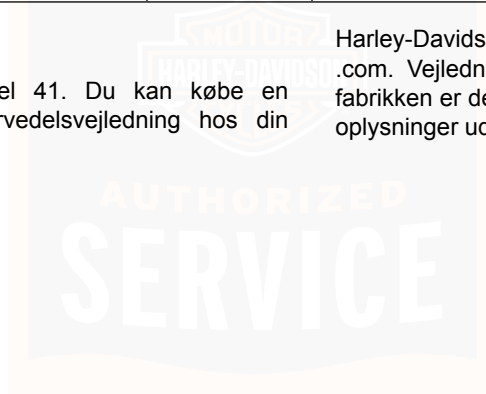 el 41. Du kan købe en
rvedelsvejledning hos din
Harley-Davids
.com. Vejledn
fabrikken er de
oplysninger ud
MOTOR
HARLEY-DAVIDSON
AUTHORIZED
SERVICE